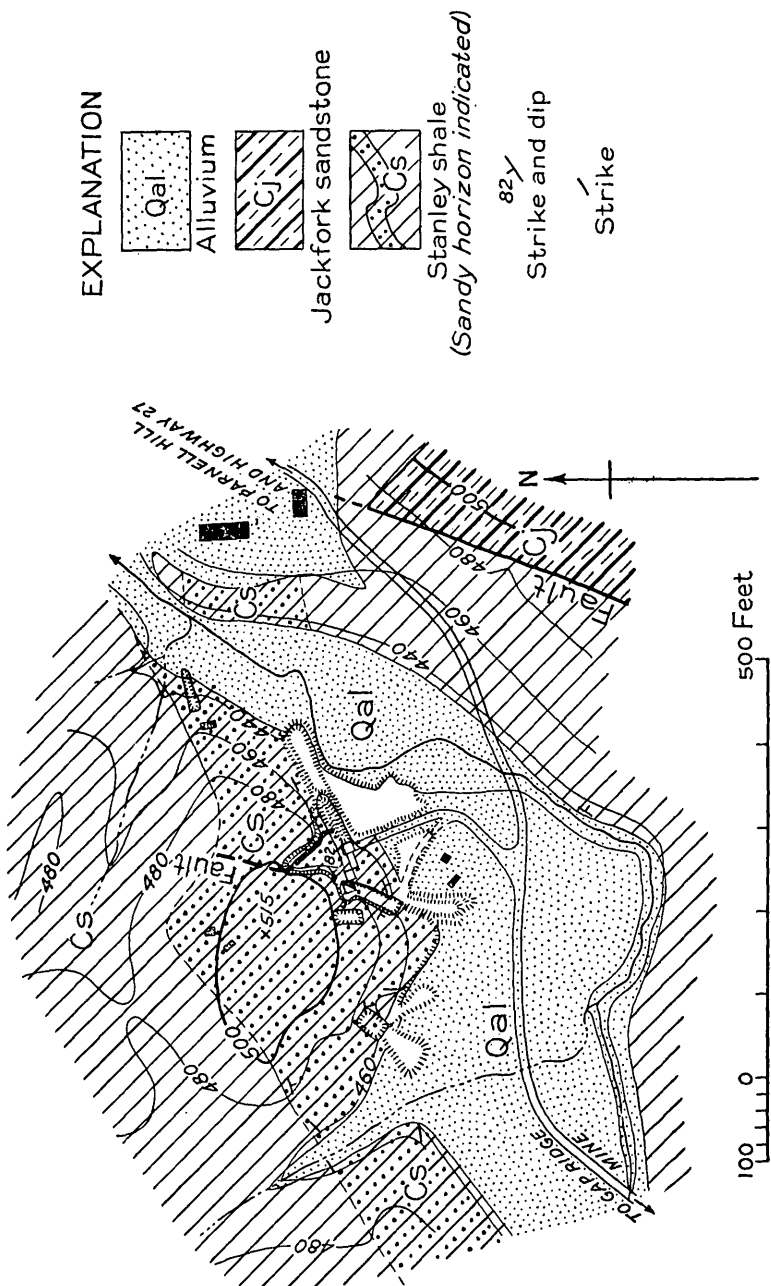 EXPLANATION
Qal
Alluvium
Cj
Jackfork sandstone
Cs
Stanley shale
(Sandy horizon indicated)
82
Strike and dip
Strike
TO PARNELL HILL
AND HIGHWAY 27
N
500
Cj
480
Fault
460
440
Cs
Qal
440
460
480
Cs
Fault
×515
500
480
Cs
480
480
460
Qal
Cs
480
TO GAP RIDGE
MINE
100 0 500 Feet